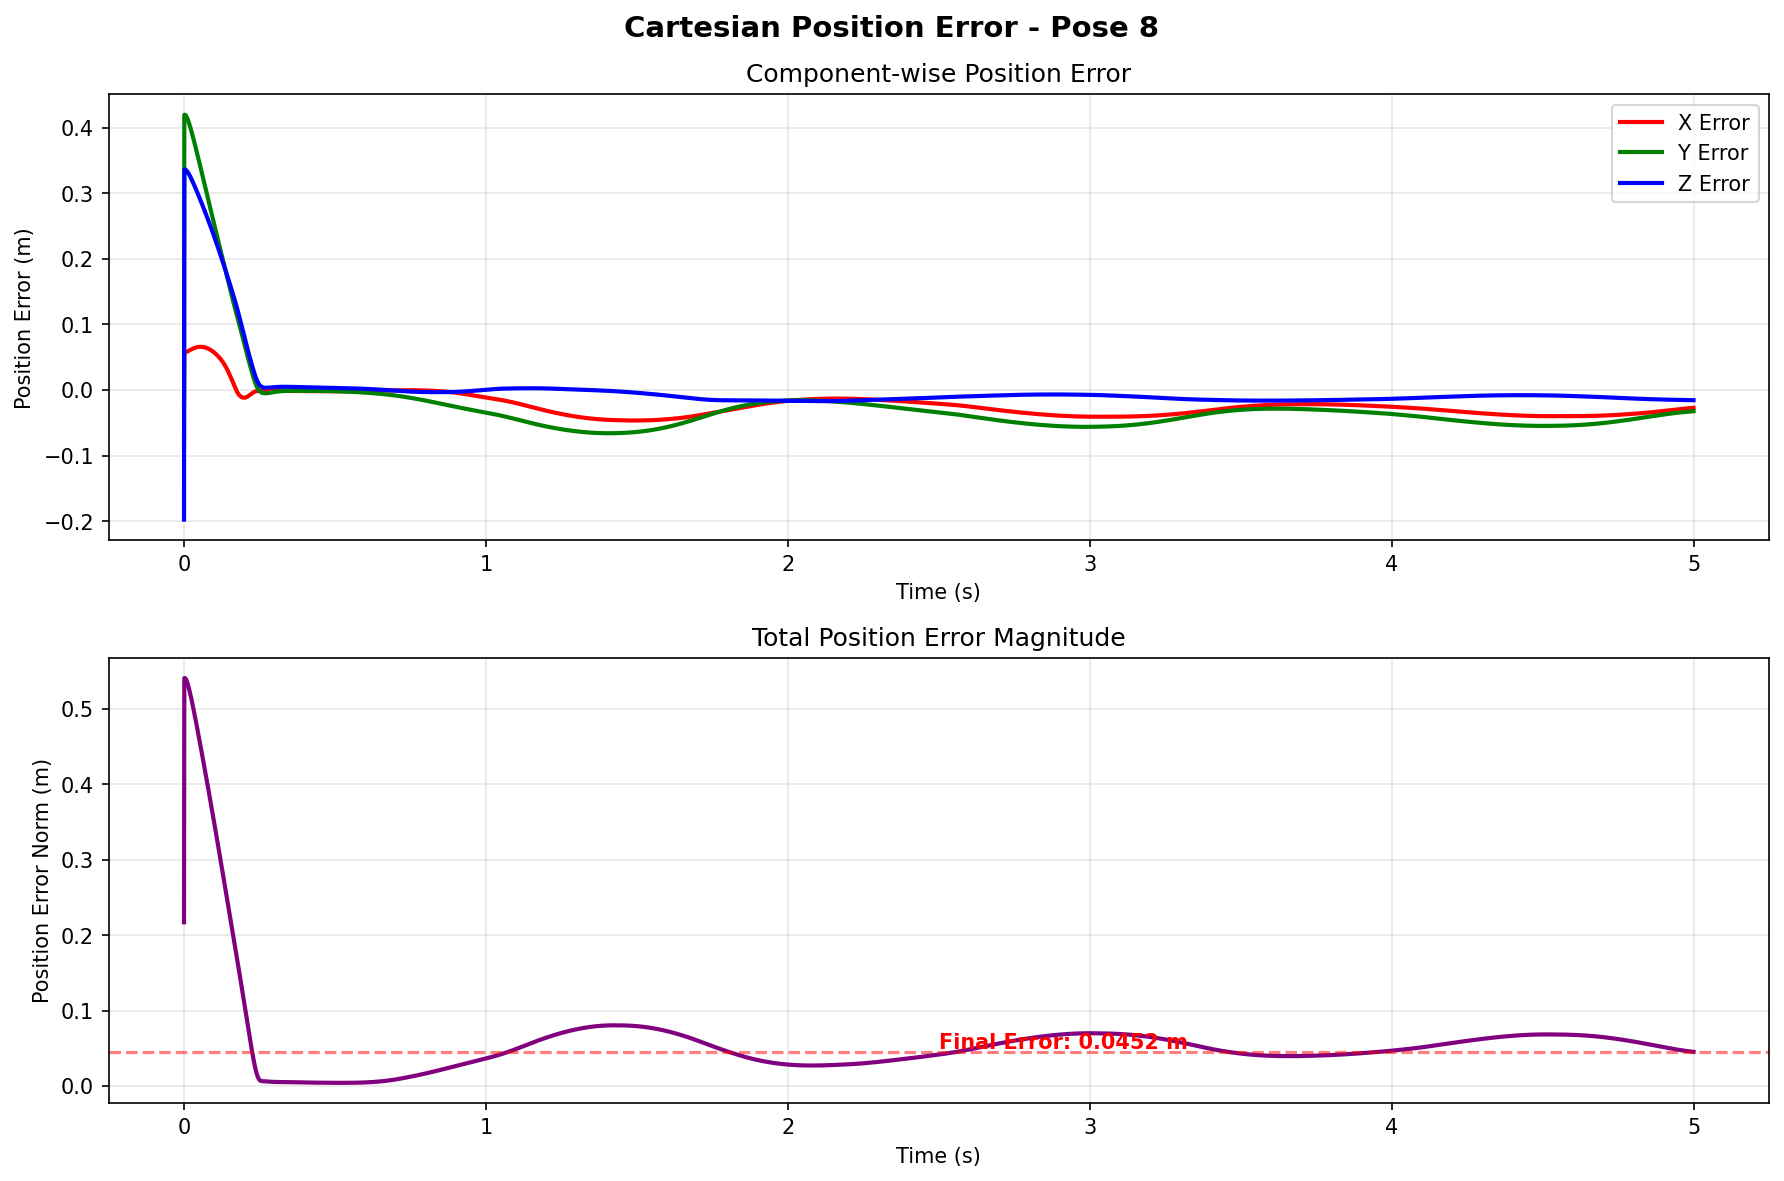 Cartesian Position Error - Pose 8
Component-wise Position Error
X Error
Y Error
Z Error
Position Error (m)
0.4
0.3
0.2
0.1
0.0
−0.1
−0.2
0 1 2 3 4 5
Time (s)
Total Position Error Magnitude
Position Error Norm (m)
0.5
0.4
0.3
0.2
0.1
0.0
Final Error: 0.0452 m
0 1 2 3 4 5
Time (s)